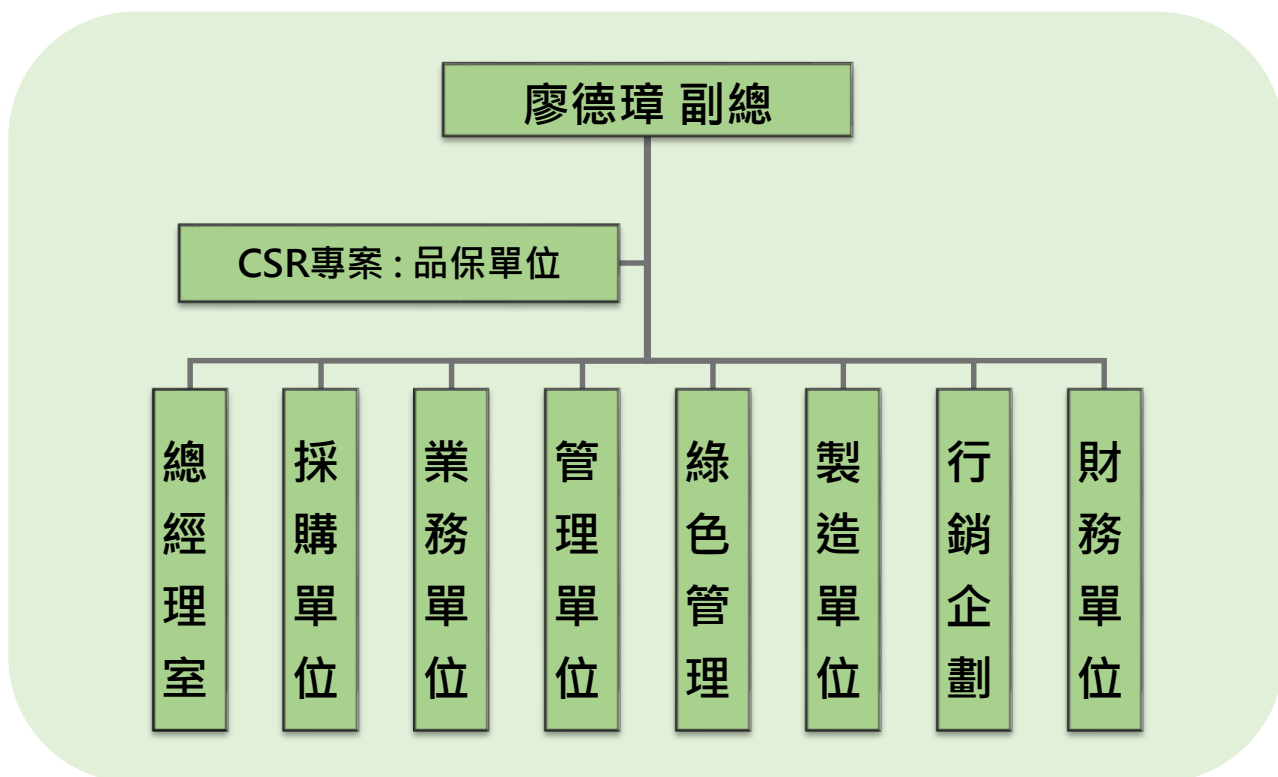 廖德璋 副總
CSR專案 : 品保單位
總經理室
採購單位
業務單位
管理單位
綠色管理
製造單位
行銷企劃
財務單位